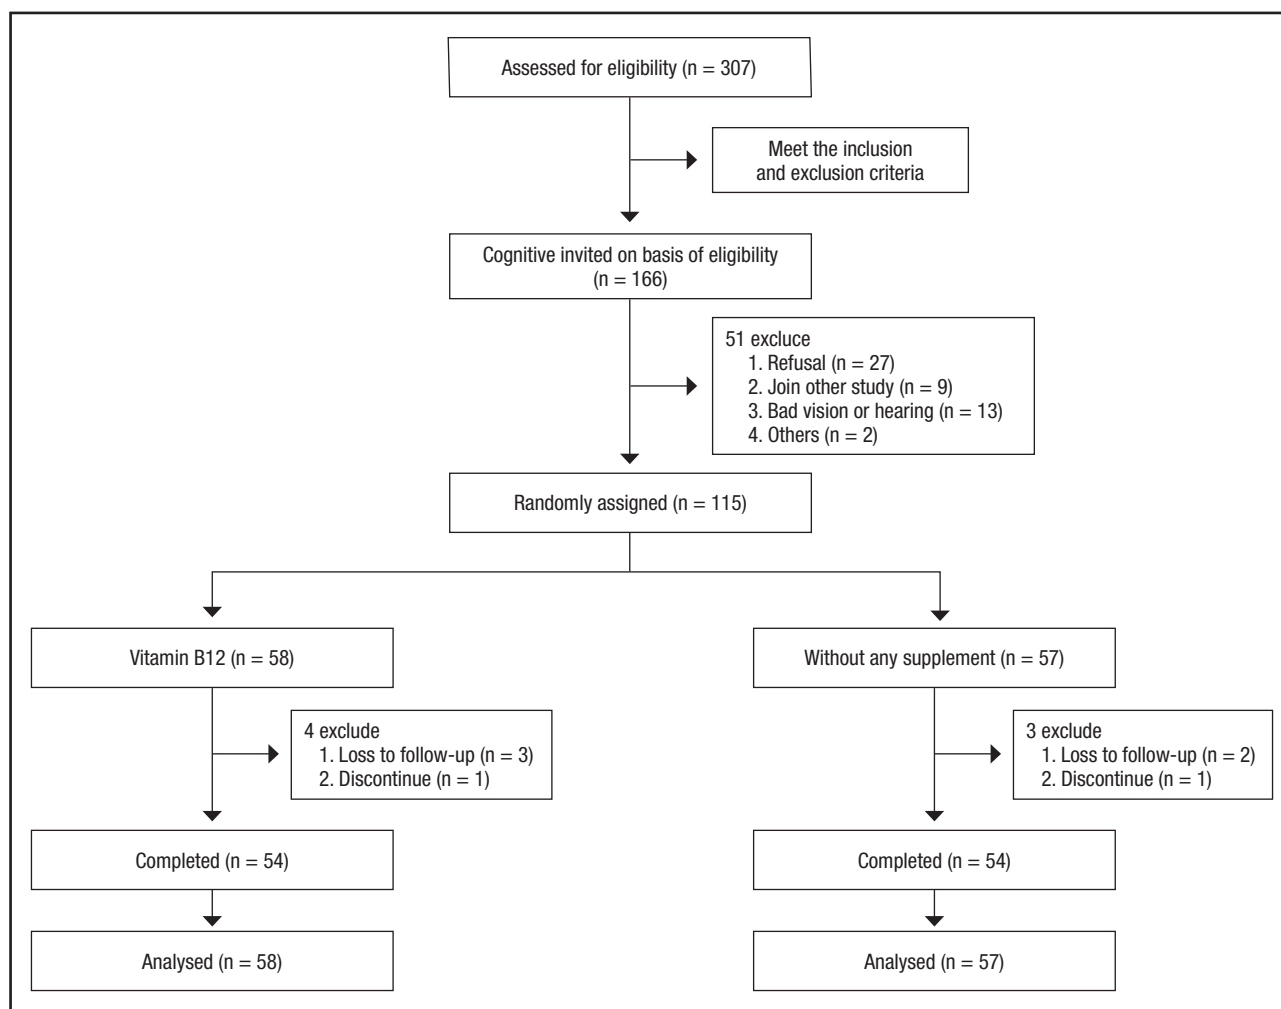 Assessed for eligibility (n = 307)
Meet the inclusion
and exclusion criteria
Cognitive invited on basis of eligibility
(n = 166)
51 excluce
1. Refusal (n = 27)
2. Join other study (n = 9)
3. Bad vision or hearing (n = 13)
4. Others (n = 2)
Randomly assigned (n = 115)
Vitamin B12 (n = 58)
Without any supplement (n = 57)
4 exclude
1. Loss to follow-up (n = 3)
2. Discontinue (n = 1)
3 exclude
1. Loss to follow-up (n = 2)
2. Discontinue (n = 1)
Completed (n = 54)
Completed (n = 54)
Analysed (n = 58)
Analysed (n = 57)